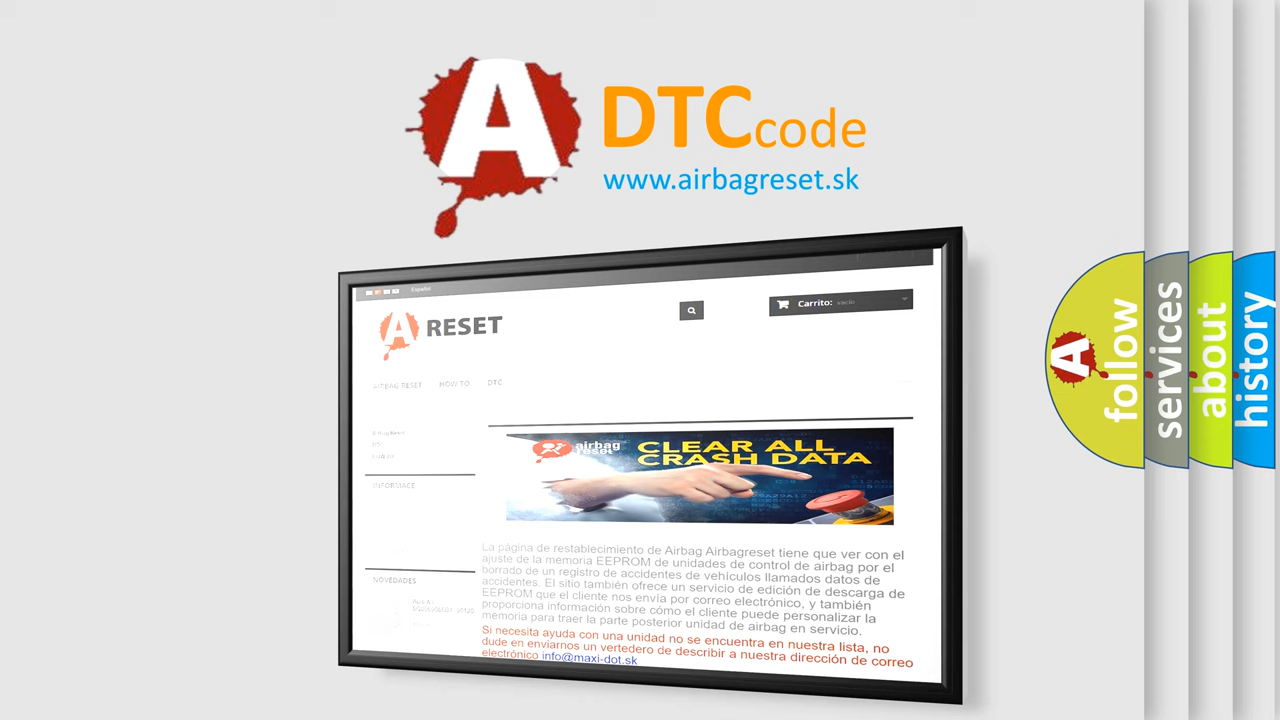 A DTC code
www.airbagreset.sk
Español
A RESET
Carrito: vacío
AIRBAG RESET HOW TO DTC
INFORMACE
NOVEDADES
airbag
reset
CLEAR ALL
CRASH DATA
La página de restablecimiento de Airbag Airbagreset tiene que ver con el
ajuste de la memoria EEPROM de unidades de control de airbag por el
borrado de un registro de accidentes de vehículos llamados datos de
accidentes. El sitio también ofrece un servicio de edición de descarga de
EEPROM que el cliente nos envía por correo electrónico, y también
proporciona información sobre cómo el cliente puede personalizar la
memoria para traer la parte posterior unidad de airbag en servicio.
Si necesita ayuda con una unidad no se encuentra en nuestra lista, no
dude en enviarnos un vertedero de describir a nuestra dirección de correo
electrónico info@maxi-dot.sk
A follow
services
about
history